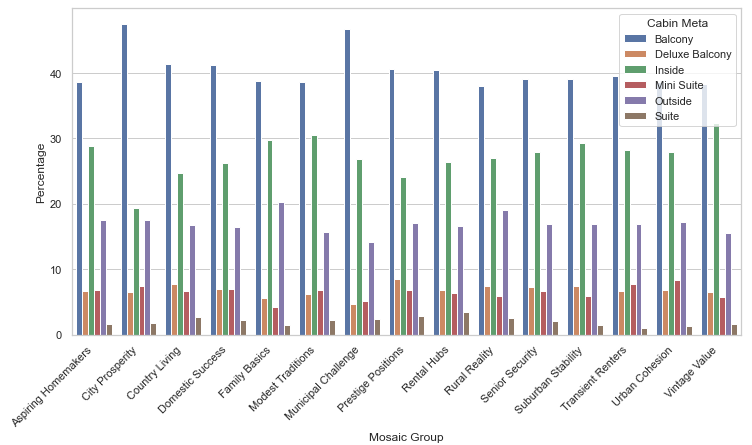 Cabin Meta
Balcony
Deluxe Balcony
Inside
Mini Suite
Outside
Suite
Percentage
40
30
20
10
0
Aspiring Homemakers
City Prosperity
Country Living
Domestic Success
Family Basics
Modest Traditions
Municipal Challenge
Prestige Positions
Rental Hubs
Rural Reality
Senior Security
Suburban Stability
Transient Renters
Urban Cohesion
Vintage Value
Mosaic Group